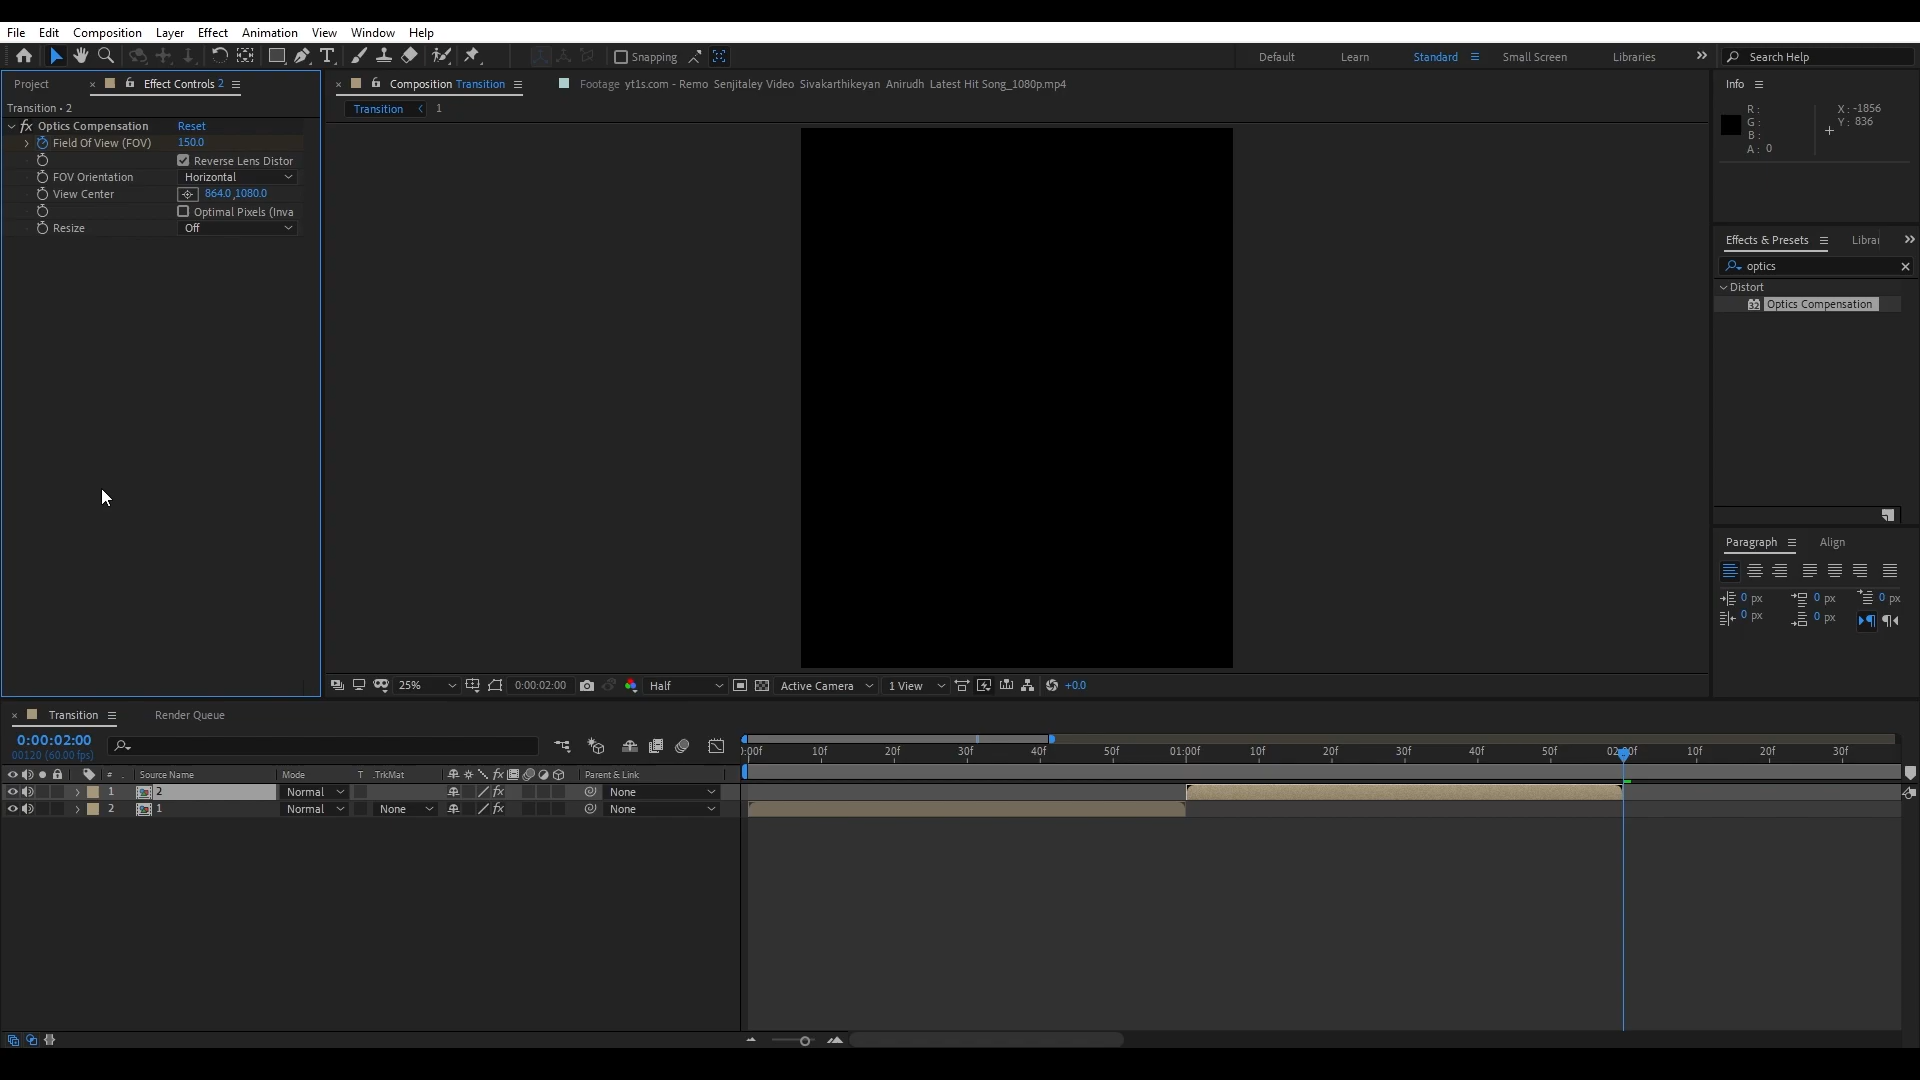 File Edit Composition Layer Effect Animation View Window Help
Snapping Default Learn Standard Small Screen Libraries Search Help
Project Effect Controls 2 Composition Transition Footage yt1s.com - Remo Senjitaley Video Sivakarthikeyan Anirudh Latest Hit Song_1080p.mp4 Info
Transition • 2 Transition 1
R : X : -1856
G : Y : 836
B :
A : 0
fx Optics Compensation Reset
Field Of View (FOV) 150.0
Reverse Lens Distor
FOV Orientation Horizontal
View Center 864.0,1080.0
Optimal Pixels (Inva
Resize Off
Effects & Presets Librar
optics
Distort
32 Optics Compensation
Paragraph Align
0 px 0 px 0 px
0 px 0 px
25% 0:00:02:00 Half Active Camera 1 View +0.0
Transition Render Queue
0:00:02:00
00120 (60.00 fps)
):00f 10f 20f 30f 40f 50f 01:00f 10f 20f 30f 40f 50f 02:00f 10f 20f 30f
# Source Name Mode T .TrkMat fx Parent & Link
1 2 Normal fx None
2 1 Normal None fx None